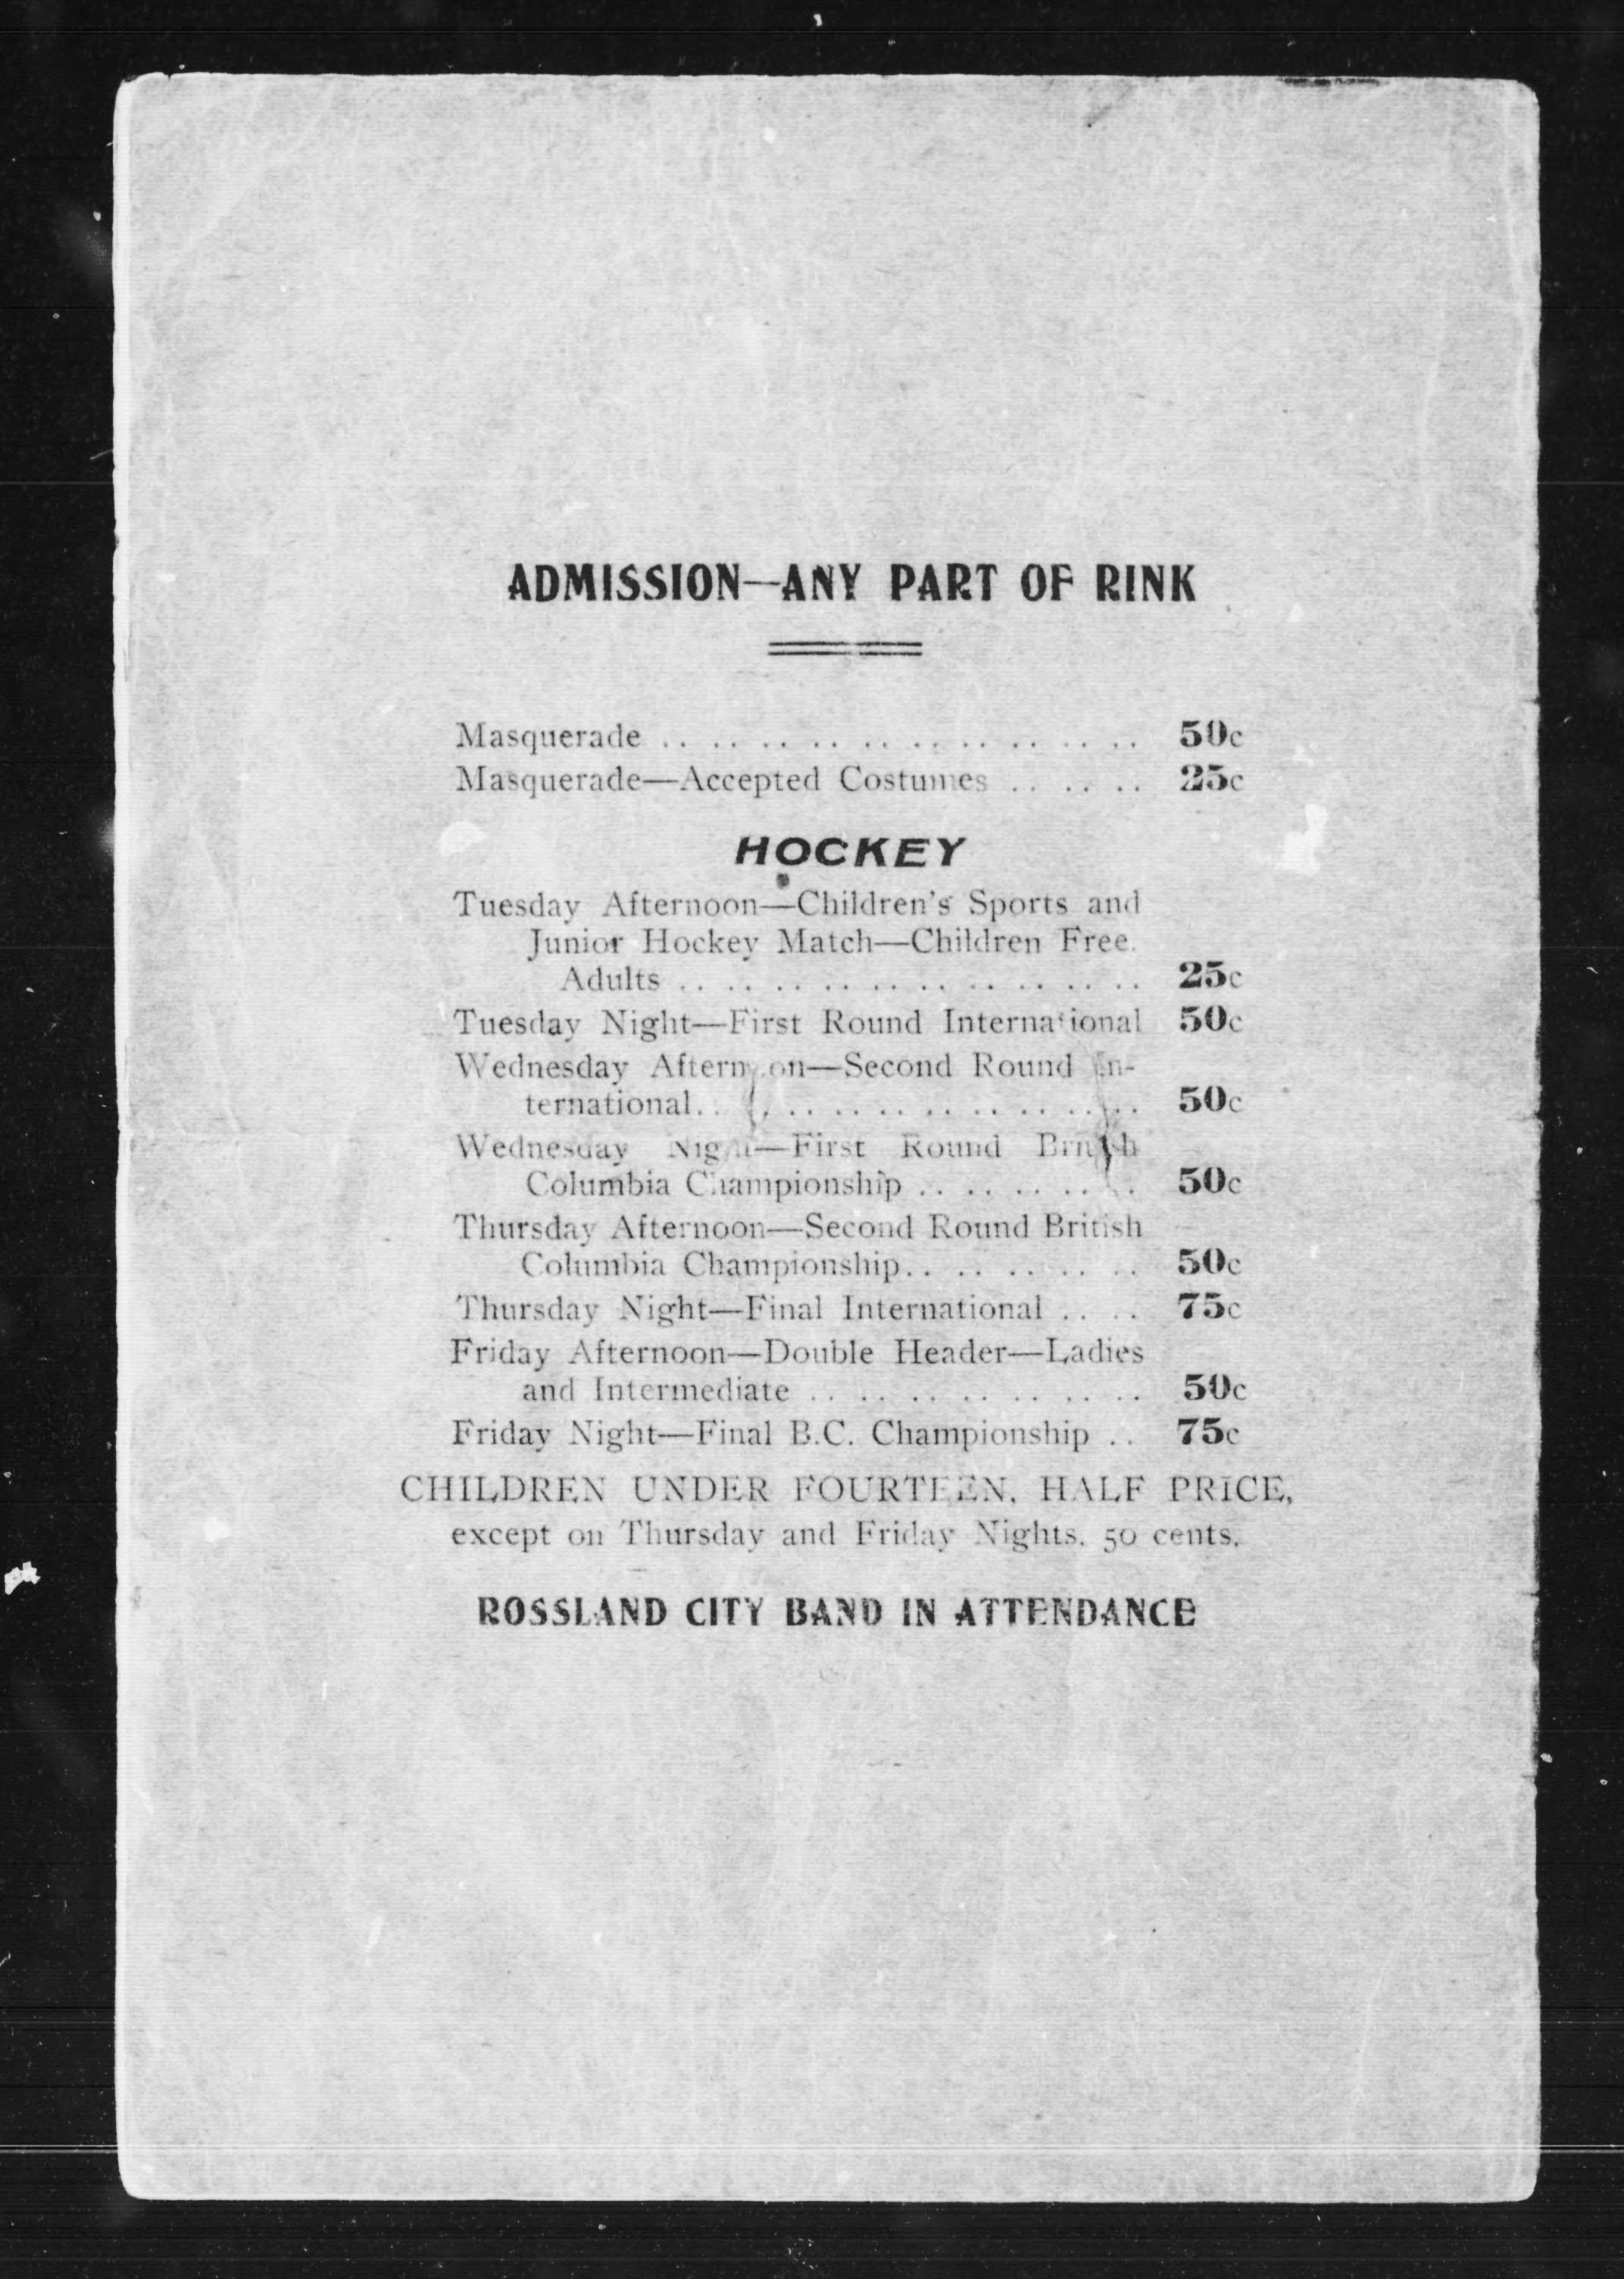 ADMISSION—ANY PART OF RINK
Masquerade .. .. .. .. .. .. .. .. .. .. 50c
Masquerade—Accepted Costumes .. .. .. 25c
HOCKEY
Tuesday Afternoon—Children's Sports and
Junior Hockey Match—Children Free.
Adults .. .. .. .. .. .. .. .. .. .. 25c
Tuesday Night—First Round International 50c
Wednesday Afternoon—Second Round In-
ternational.. .. .. .. .. .. .. .. .. .. 50c
Wednesday Night—First Round British
Columbia Championship .. .. .. .. .. 50c
Thursday Afternoon—Second Round British
Columbia Championship.. .. .. .. .. 50c
Thursday Night—Final International .. .. 75c
Friday Afternoon—Double Header—Ladies
and Intermediate .. .. .. .. .. .. .. 50c
Friday Night—Final B.C. Championship .. 75c
CHILDREN UNDER FOURTEEN, HALF PRICE,
except on Thursday and Friday Nights. 50 cents.
ROSSLAND CITY BAND IN ATTENDANCE